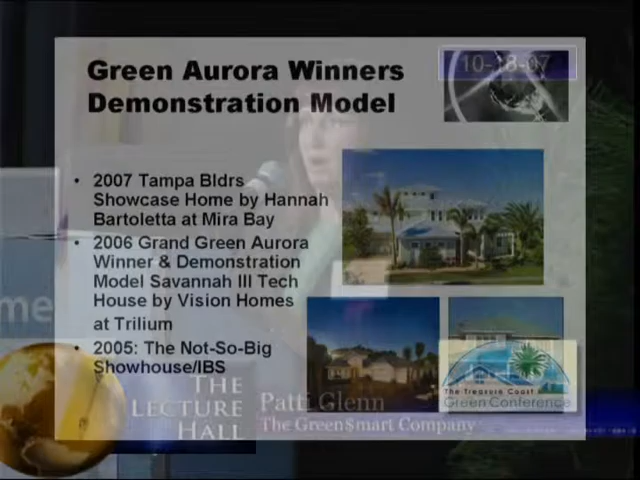 Green Aurora Winners
Demonstration Model
10-18-07
• 2007 Tampa Bldrs
Showcase Home by Hannah
Bartoletta at Mira Bay
• 2006 Grand Green Aurora
Winner & Demonstration
Model Savannah III Tech
House by Vision Homes
at Trilium
• 2005: The Not-So-Big
Showhouse/IBS
me
The Treasure Coast
Green Conference
THE
LECTURE
HALL
Patti Glenn
The Green$mart Company